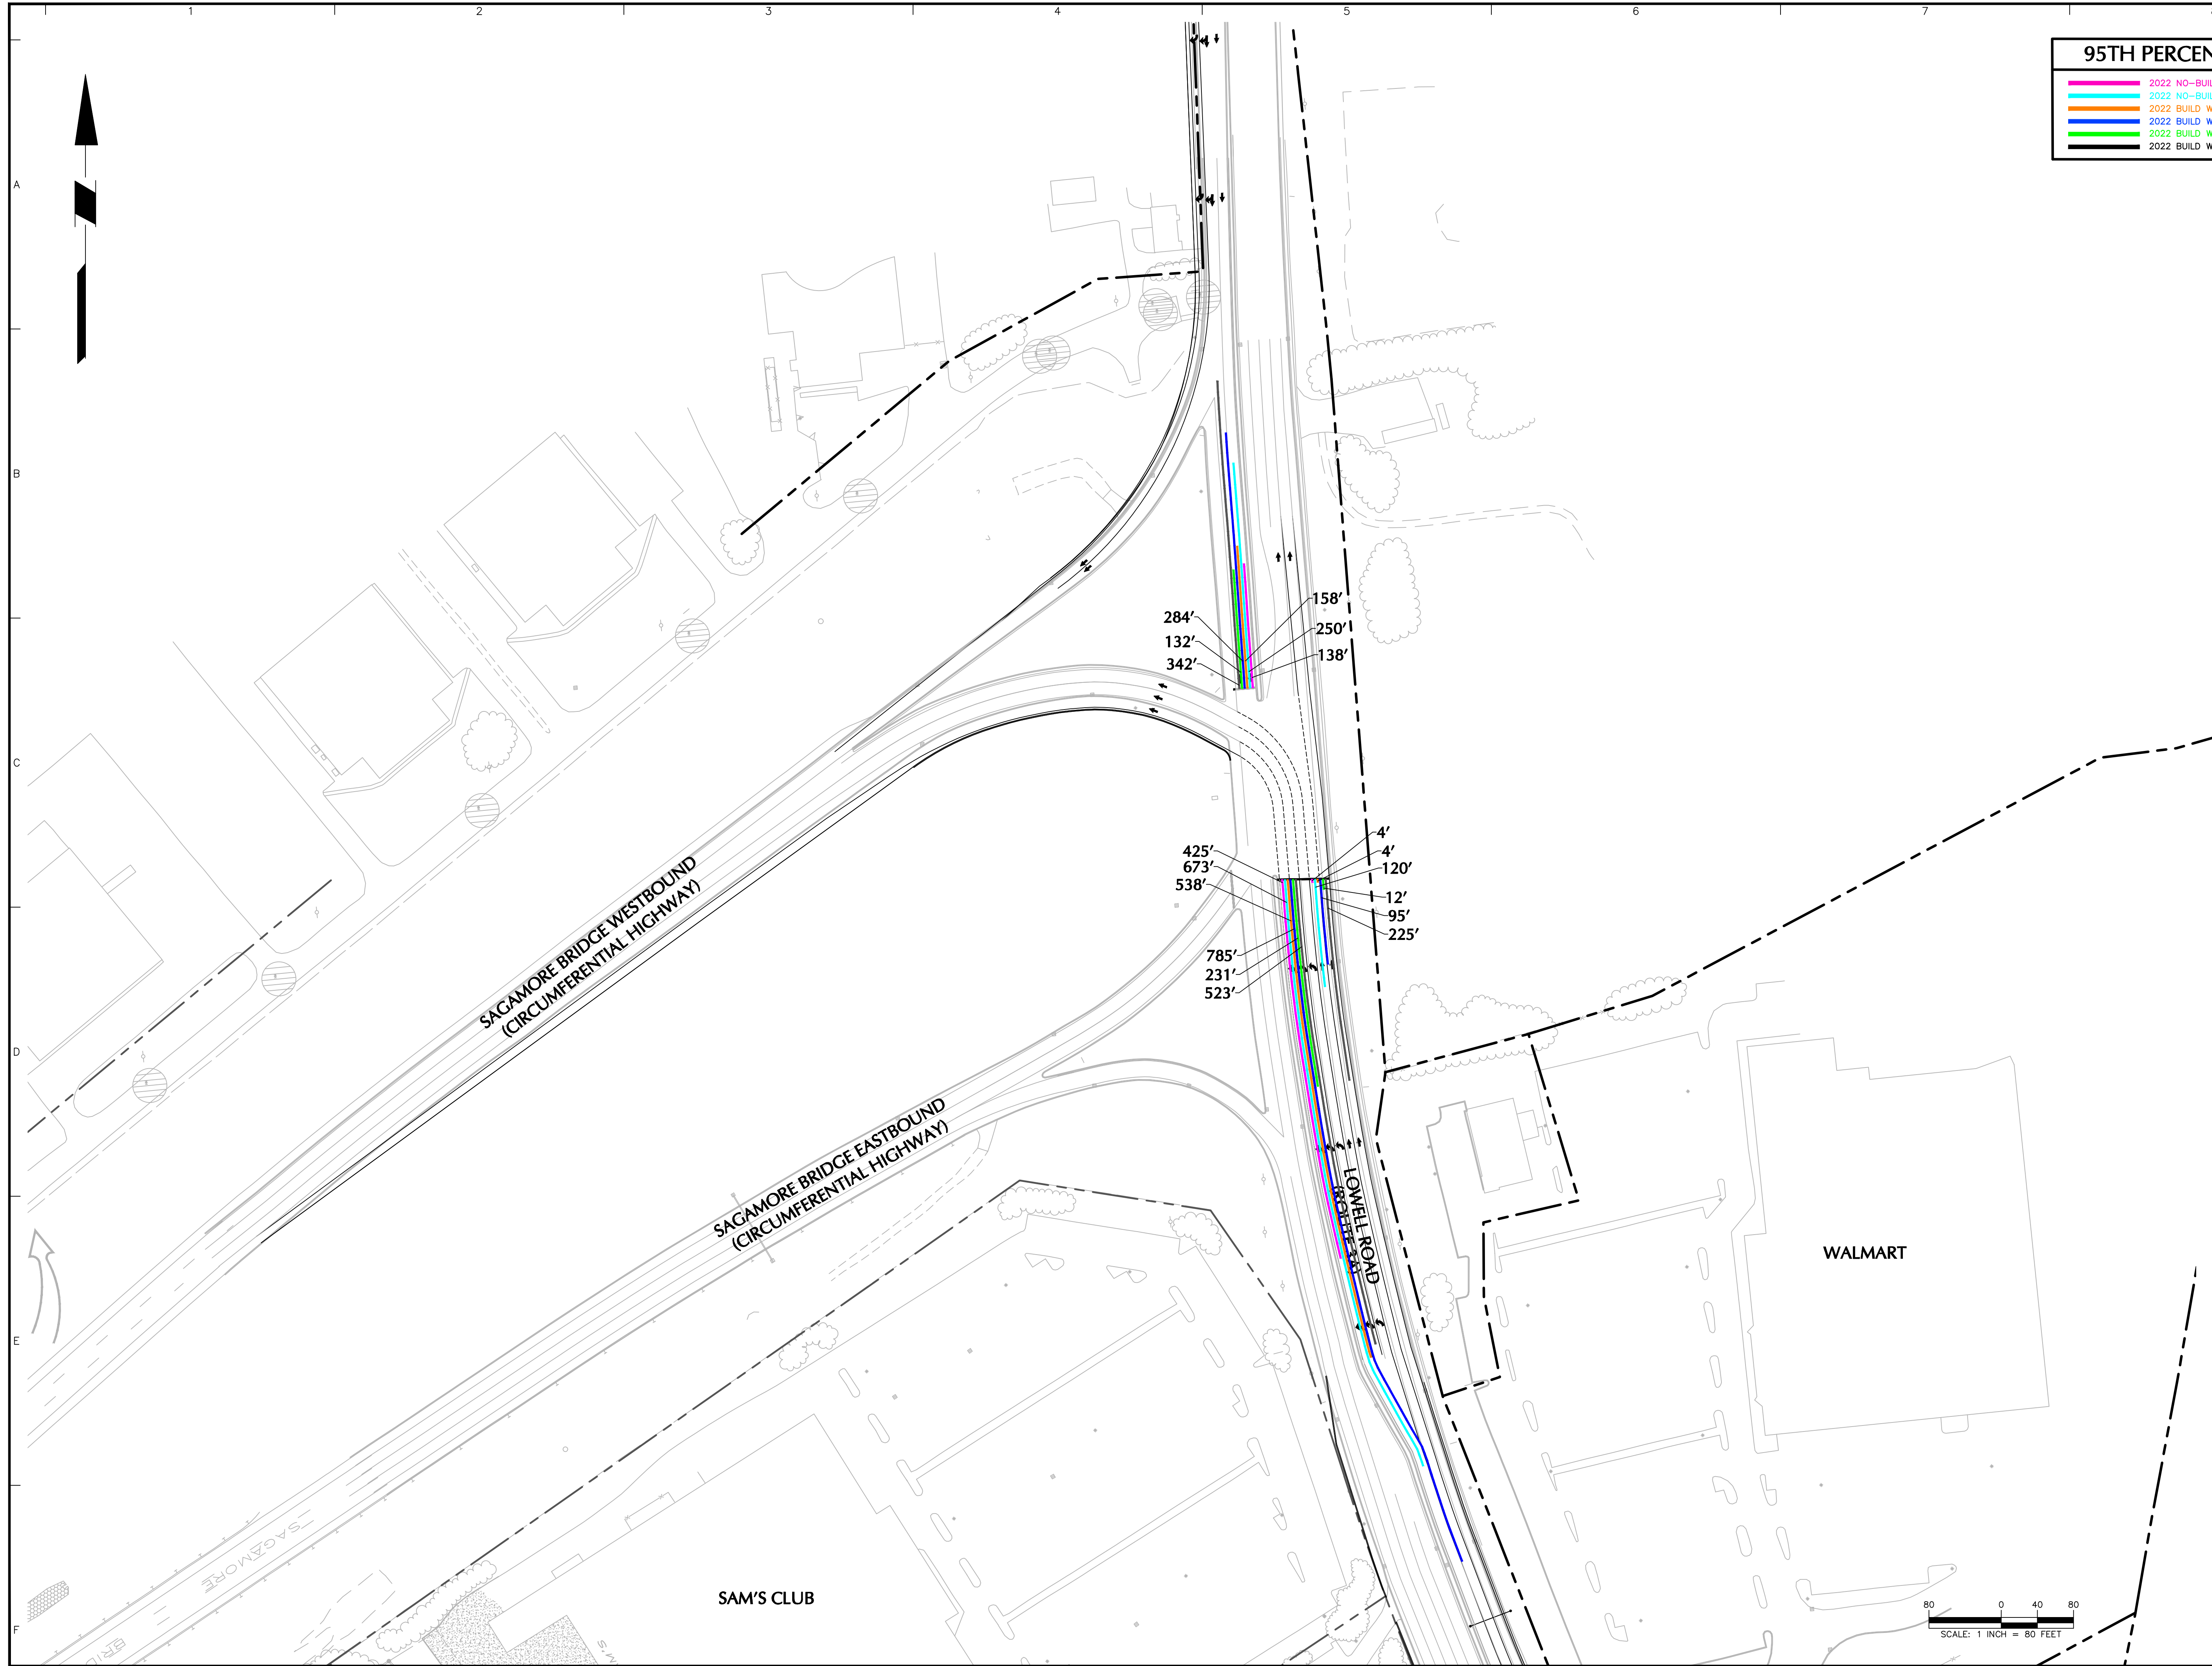 1 2 3 4 5 6 7
95TH PERCEN
2022 NO-BUIL
2022 NO-BUIL
2022 BUILD W
2022 BUILD W
2022 BUILD W
2022 BUILD W
A
B
C
D
E
F
284'
132'
342'
158'
250'
138'
425'
673'
538'
4'
4'
120'
12'
95'
225'
785'
231'
523'
SAGAMORE BRIDGE WESTBOUND
(CIRCUMFERENTIAL HIGHWAY)
SAGAMORE BRIDGE EASTBOUND
(CIRCUMFERENTIAL HIGHWAY)
LOWELL ROAD
(ROUTE 3A)
WALMART
SAM'S CLUB
SAGAMORE
80 0 40 80
SCALE: 1 INCH = 80 FEET